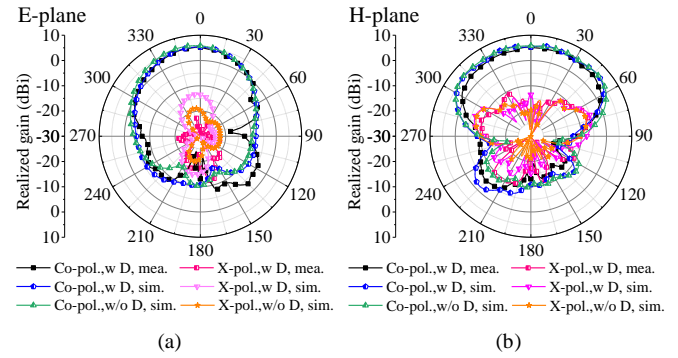 E-plane
Realized gain (dBi)
10
0
-10
-20
-30
-20
-10
0
10
0
30
60
90
120
150
180
210
240
270
300
330
Co-pol.,w D, mea.
X-pol.,w D, mea.
Co-pol.,w D, sim.
X-pol.,w D, sim.
Co-pol.,w/o D, sim.
X-pol.,w/o D, sim.
(a)
H-plane
Realized gain (dBi)
10
0
-10
-20
-30
-20
-10
0
10
0
30
60
90
120
150
180
210
240
270
300
330
Co-pol.,w D, mea.
X-pol.,w D, mea.
Co-pol.,w D, sim.
X-pol.,w D, sim.
Co-pol.,w/o D, sim.
X-pol.,w/o D, sim.
(b)